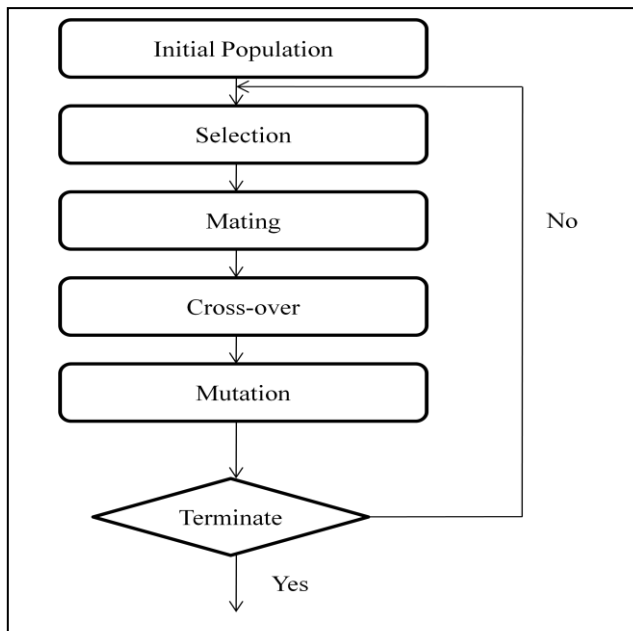 Initial Population
Selection
Mating
No
Cross-over
Mutation
Terminate
Yes